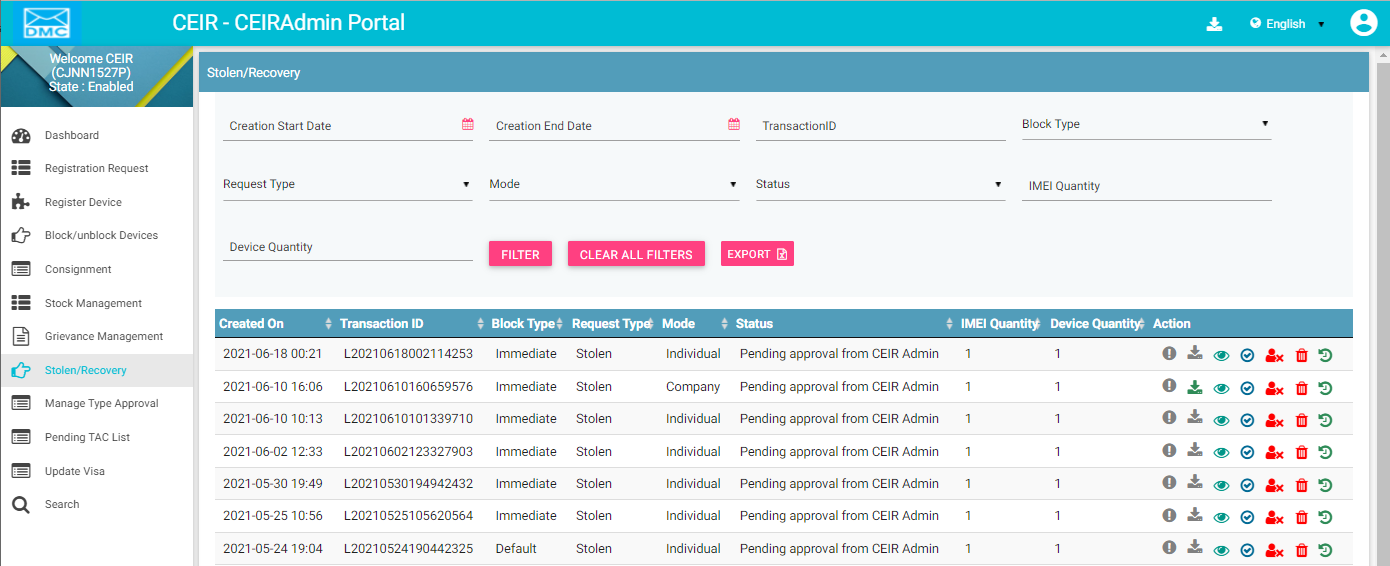 DMC
CEIR - CEIRAdmin Portal
English
Welcome CEIR
(CJNN1527P)
State : Enabled
Dashboard
Registration Request
Register Device
Block/unblock Devices
Consignment
Stock Management
Grievance Management
Stolen/Recovery
Manage Type Approval
Pending TAC List
Update Visa
Search
Stolen/Recovery
Creation Start Date Creation End Date TransactionID Block Type
Request Type Mode Status IMEI Quantity
Device Quantity FILTER CLEAR ALL FILTERS EXPORT
Created On Transaction ID Block Type Request Type Mode Status IMEI Quantity Device Quantity Action
2021-06-18 00:21 L20210618002114253 Immediate Stolen Individual Pending approval from CEIR Admin 1 1
2021-06-10 16:06 L20210610160659576 Immediate Stolen Company Pending approval from CEIR Admin 1 1
2021-06-10 10:13 L20210610101339710 Immediate Stolen Individual Pending approval from CEIR Admin 1 1
2021-06-02 12:33 L20210602123327903 Immediate Stolen Individual Pending approval from CEIR Admin 1 1
2021-05-30 19:49 L20210530194942432 Immediate Stolen Individual Pending approval from CEIR Admin 1 1
2021-05-25 10:56 L20210525105620564 Immediate Stolen Individual Pending approval from CEIR Admin 1 1
2021-05-24 19:04 L20210524190442325 Default Stolen Individual Pending approval from CEIR Admin 1 1